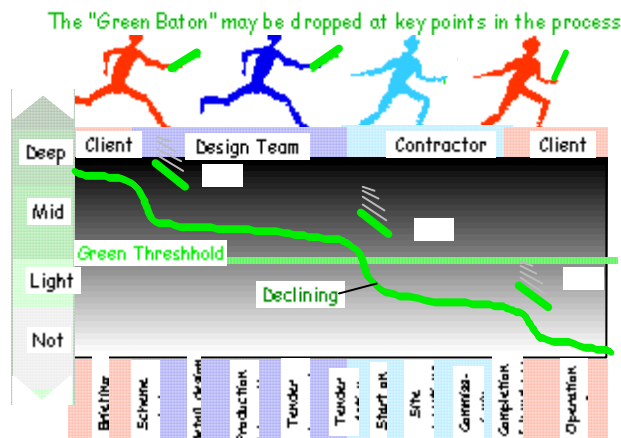 The "Green Baton" may be dropped at key points in the process
Client
Design Team
Contractor
Client
Deep
Mid
Green Threshhold
Light
Declining
Not
Briefing
Scheme
Production
Tender
Tender
Start on
Site
Commiss-
Completion
Operation